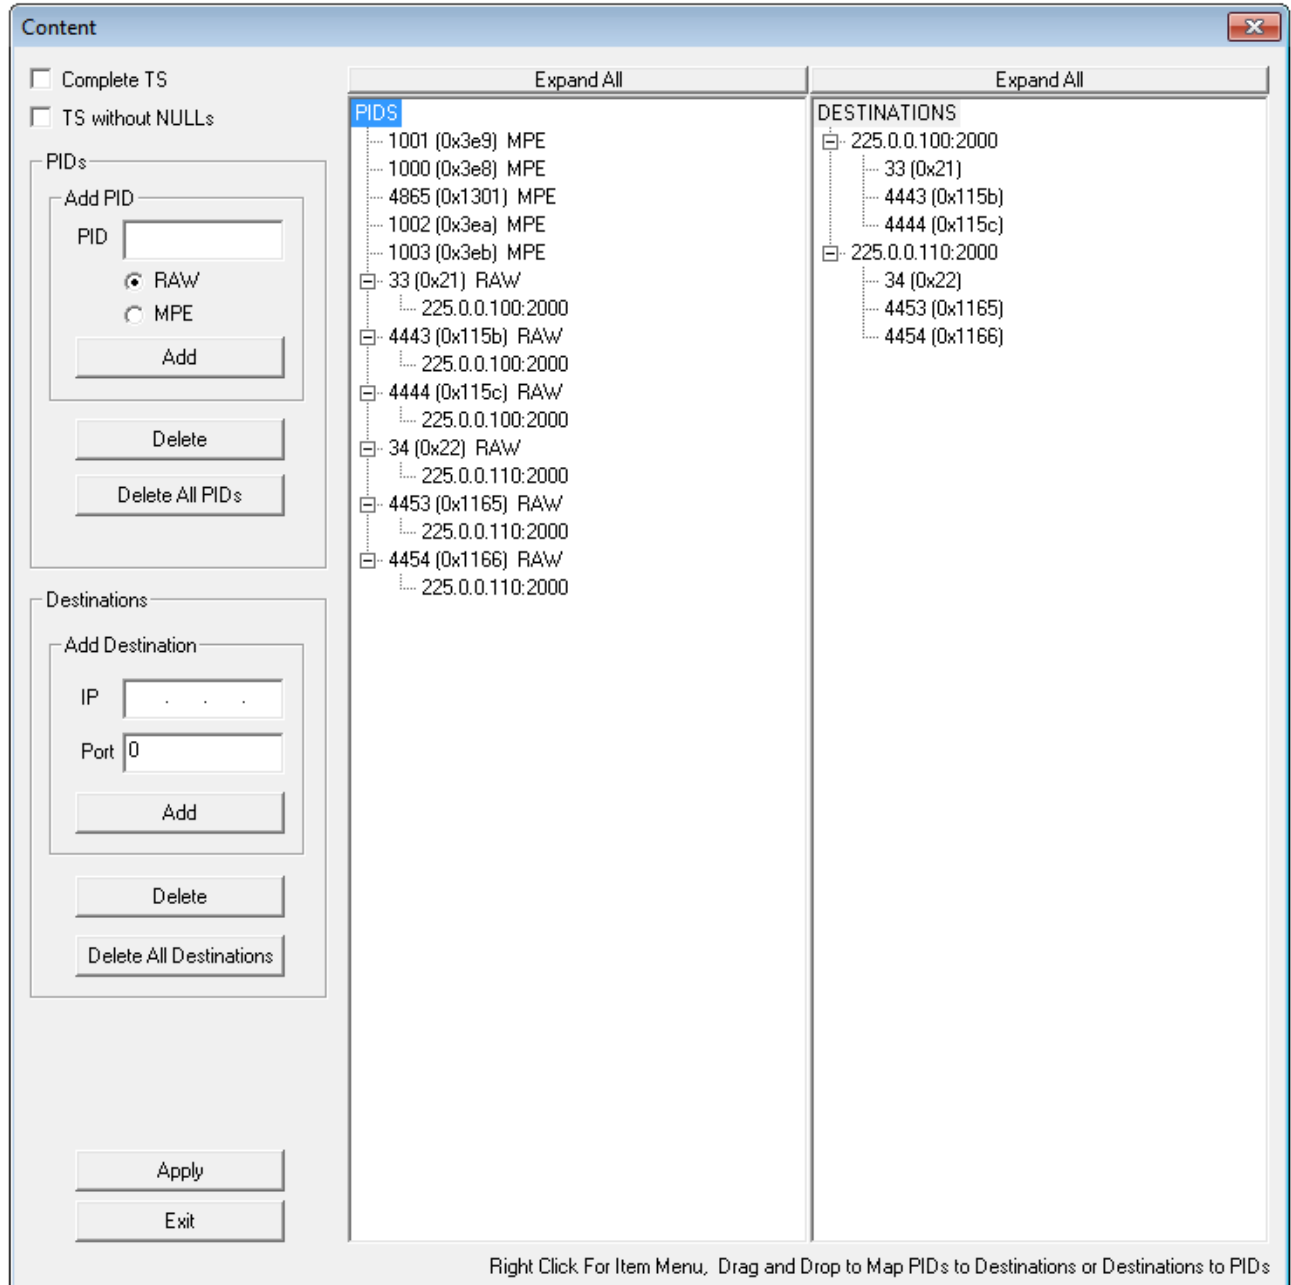 Content
Complete TS
TS without NULLs
PIDs
Add PID
PID
RAW
MPE
Add
Delete
Delete All PIDs
Destinations
Add Destination
IP . . .
Port 0
Add
Delete
Delete All Destinations
Apply
Exit
Expand All
PIDS
1001 (0x3e9) MPE
1000 (0x3e8) MPE
4865 (0x1301) MPE
1002 (0x3ea) MPE
1003 (0x3eb) MPE
33 (0x21) RAW
225.0.0.100:2000
4443 (0x115b) RAW
225.0.0.100:2000
4444 (0x115c) RAW
225.0.0.100:2000
34 (0x22) RAW
225.0.0.110:2000
4453 (0x1165) RAW
225.0.0.110:2000
4454 (0x1166) RAW
225.0.0.110:2000
Expand All
DESTINATIONS
225.0.0.100:2000
33 (0x21)
4443 (0x115b)
4444 (0x115c)
225.0.0.110:2000
34 (0x22)
4453 (0x1165)
4454 (0x1166)
Right Click For Item Menu, Drag and Drop to Map PIDs to Destinations or Destinations to PIDs